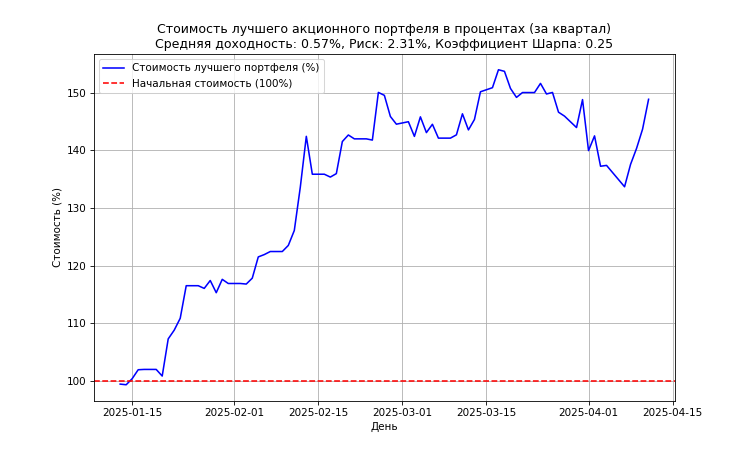 Стоимость лучшего акционного портфеля в процентах (за квартал)
Средняя доходность: 0.57%, Риск: 2.31%, Коэффициент Шарпа: 0.25
Стоимость лучшего портфеля (%)
Начальная стоимость (100%)
Стоимость (%)
150
140
130
120
110
100
2025-01-15 2025-02-01 2025-02-15 2025-03-01 2025-03-15 2025-04-01 2025-04-15
День